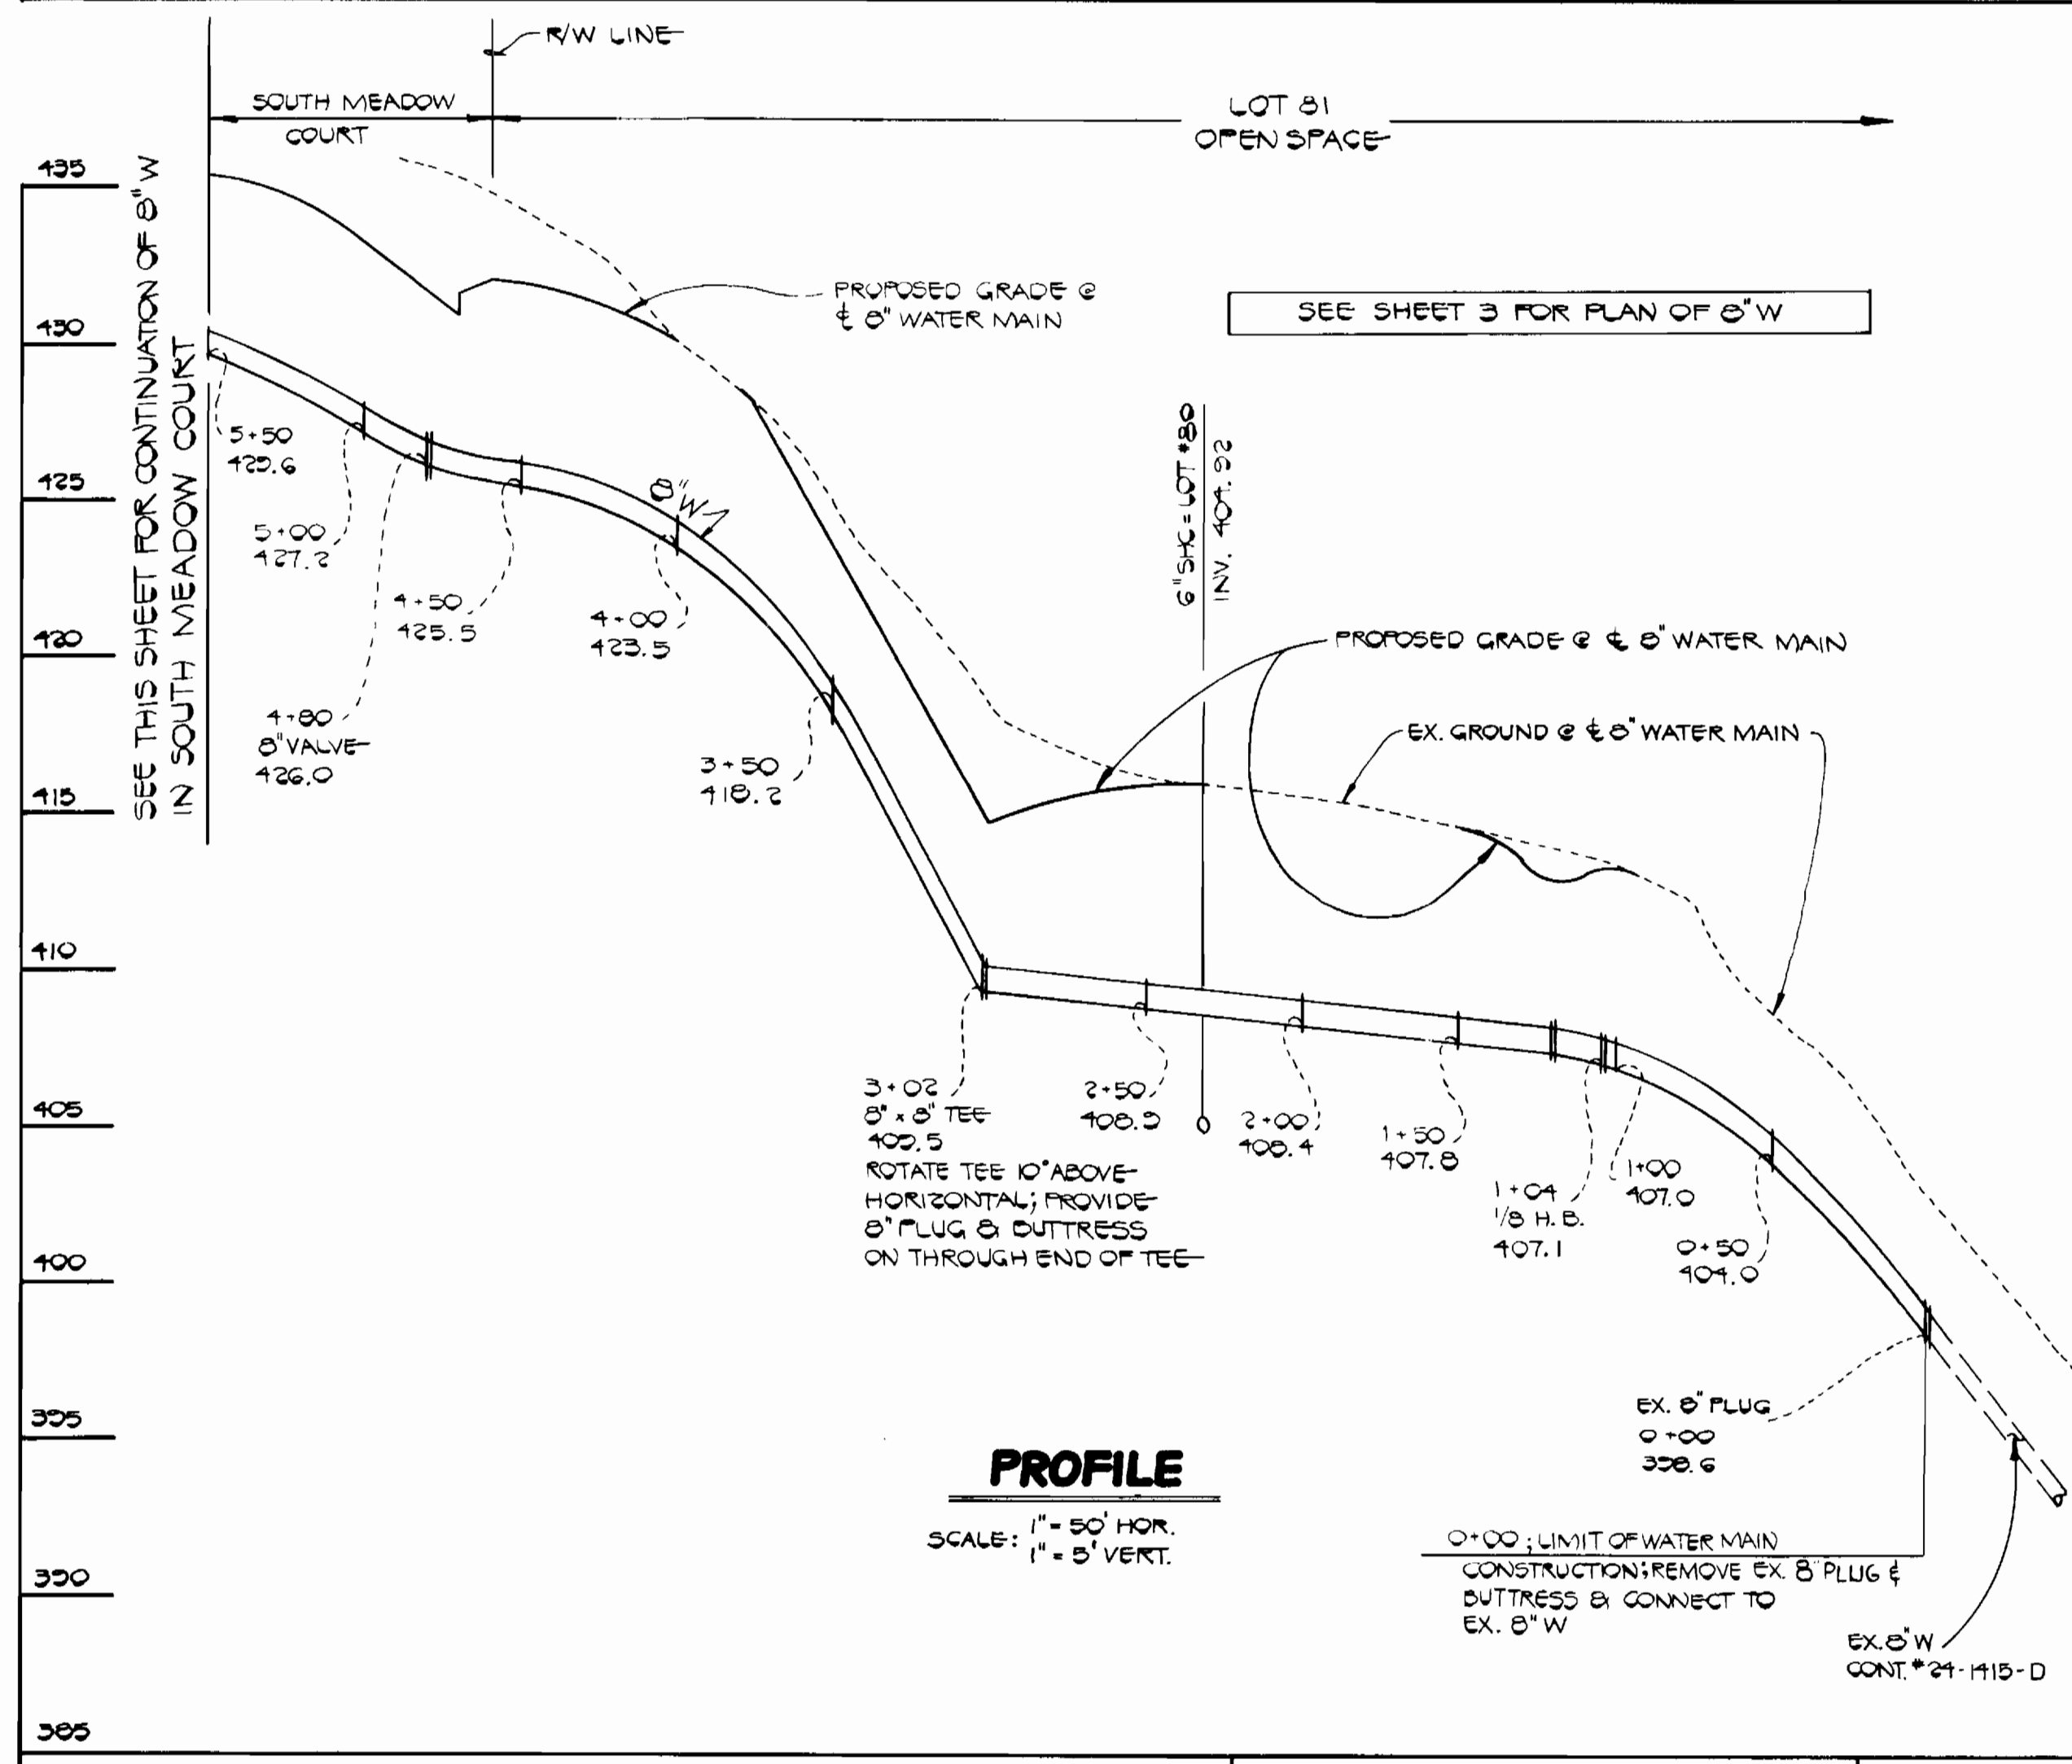 R/W LINE
SOUTH MEADOW
COURT
LOT 81
OPEN SPACE
435
430
425
420
415
410
405
400
395
390
385
SEE THIS SHEET FOR CONTINUATION OF 8" W
IN SOUTH MEADOW COURT
PROPOSED GRADE @
℄ 8" WATER MAIN
SEE SHEET 3 FOR PLAN OF 8" W
5+50
429.6
5+00
427.2
4+80
8" VALVE
426.0
4+50
425.5
4+00
423.5
8" W
3+50
418.2
6" SHC = LOT #80
INV. 404.92
PROPOSED GRADE @ ℄ 8" WATER MAIN
EX. GROUND @ ℄ 8" WATER MAIN
3+02
8" x 8" TEE
409.5
ROTATE TEE 10° ABOVE
HORIZONTAL; PROVIDE
8" PLUG & BUTTRESS
ON THROUGH END OF TEE
2+50
408.9
2+00
408.4
1+50
407.8
1+04
1/8 H.B.
407.1
1+00
407.0
0+50
404.0
EX. 8" PLUG
0+00
398.6
PROFILE
SCALE: 1" = 50' HOR.
1" = 5' VERT.
0+00; LIMIT OF WATER MAIN
CONSTRUCTION; REMOVE EX. 8" PLUG &
BUTTRESS & CONNECT TO
EX. 8" W
EX. 8" W
CONT. #24-1415-D